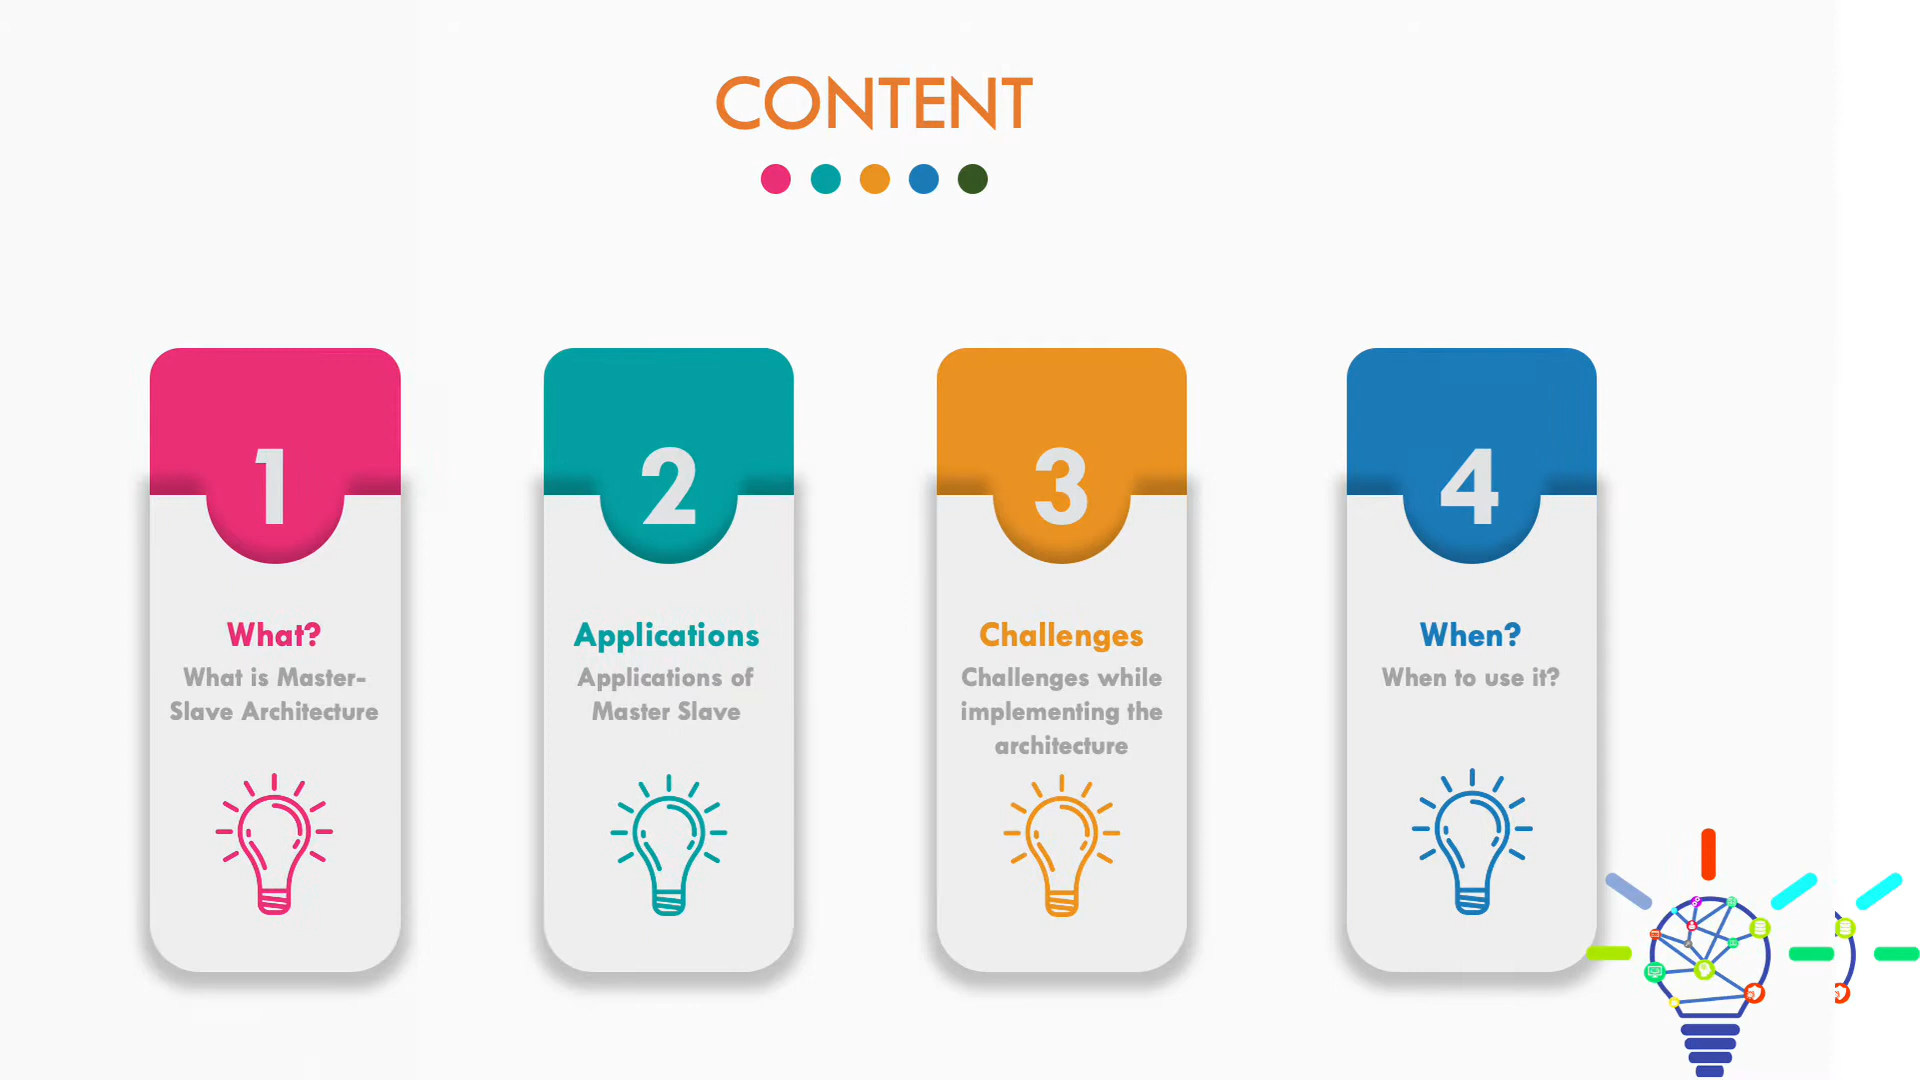 CONTENT
1
What?
What is Master-
Slave Architecture
2
Applications
Applications of
Master Slave
3
Challenges
Challenges while
implementing the
architecture
4
When?
When to use it?